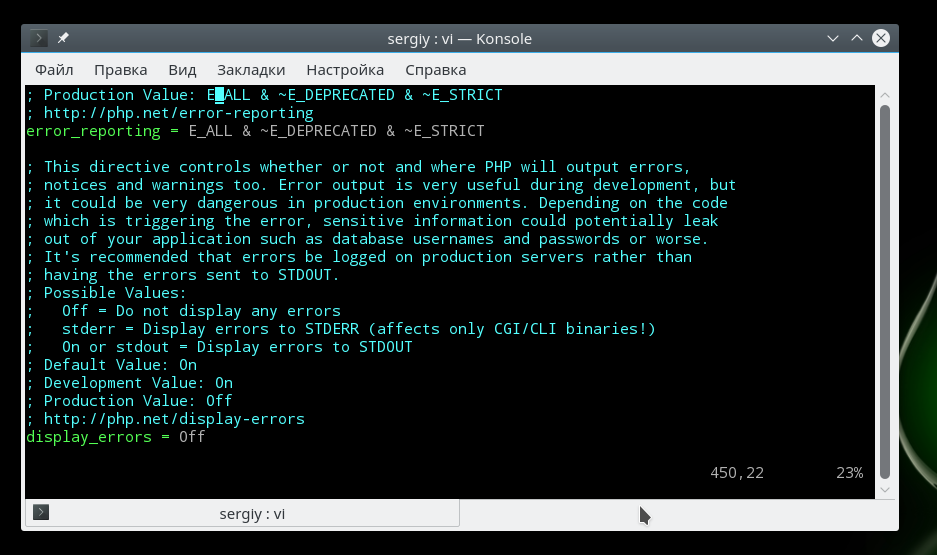 sergiy : vi — Konsole
Файл Правка Вид Закладки Настройка Справка
; Production Value: E_ALL & ~E_DEPRECATED & ~E_STRICT
; http://php.net/error-reporting
error_reporting = E_ALL & ~E_DEPRECATED & ~E_STRICT
; This directive controls whether or not and where PHP will output errors,
; notices and warnings too. Error output is very useful during development, but
; it could be very dangerous in production environments. Depending on the code
; which is triggering the error, sensitive information could potentially leak
; out of your application such as database usernames and passwords or worse.
; It's recommended that errors be logged on production servers rather than
; having the errors sent to STDOUT.
; Possible Values:
;   Off = Do not display any errors
;   stderr = Display errors to STDERR (affects only CGI/CLI binaries!)
;   On or stdout = Display errors to STDOUT
; Default Value: On
; Development Value: On
; Production Value: Off
; http://php.net/display-errors
display_errors = Off
450,22 23%
sergiy : vi